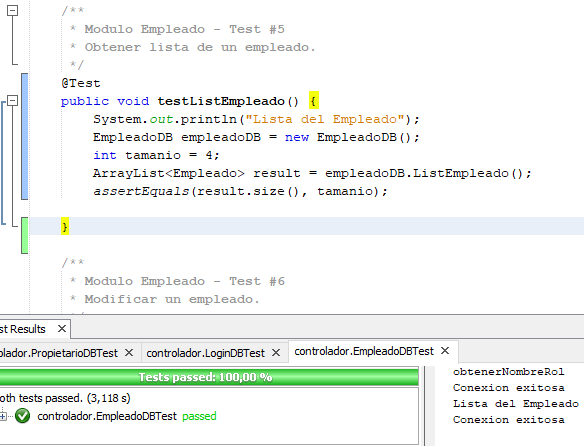 /**
* Modulo Empleado - Test #5
* Obtener lista de un empleado.
*/
@Test
public void testListEmpleado() {
System.out.println("Lista del Empleado");
EmpleadoDB empleadoDB = new EmpleadoDB();
int tamanio = 4;
ArrayList<Empleado> result = empleadoDB.ListEmpleado();
assertEquals(result.size(), tamanio);
}
/**
* Modulo Empleado - Test #6
* Modificar un empleado.
st Results X
olador.PropietarioDBTest X controlador.LoginDBTest X controlador.EmpleadoDBTest X
Tests passed: 100,00 %
oth tests passed. (3,118 s)
controlador.EmpleadoDBTest passed
obtenerNombreRol
Conexion exitosa
Lista del Empleado
Conexion exitosa